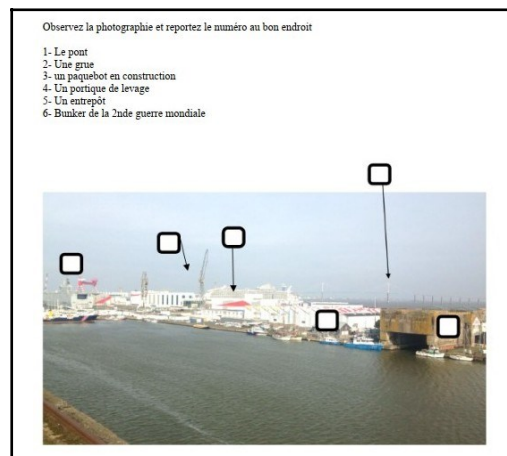 Observez la photographie et reportez le numéro au bon endroit
1- Le pont
2- Une grue
3- un paquebot en construction
4- Un portique de levage
5- Un entrepôt
6- Bunker de la 2nde guerre mondiale